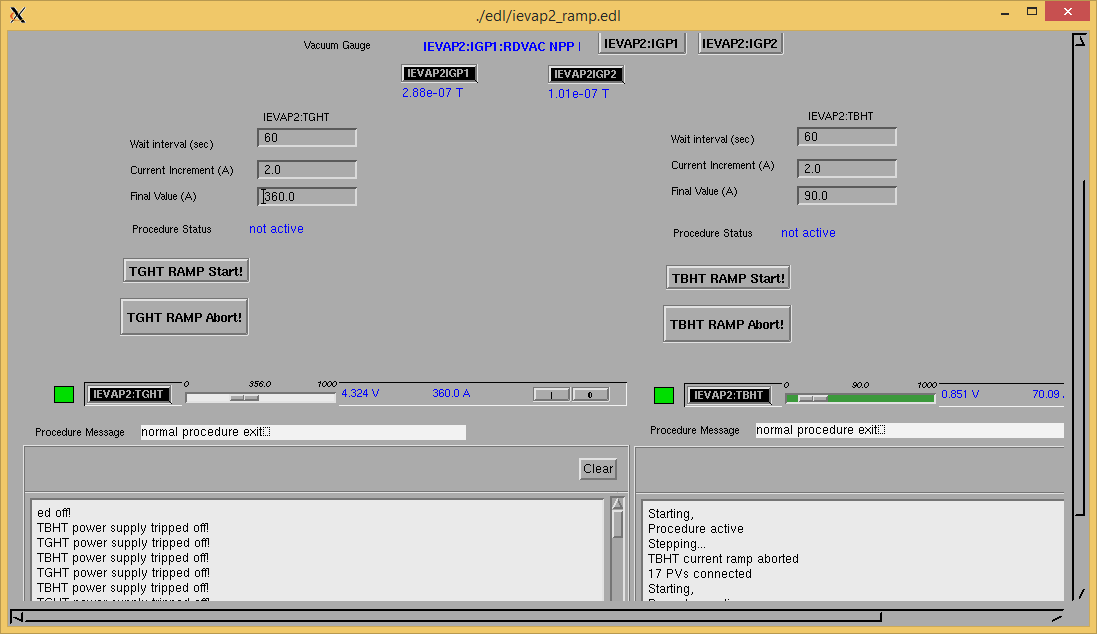 ./edl/ievap2_ramp.edl
Vacuum Gauge IEVAP2:IGP1:RDVAC NPP IEVAP2:IGP1 IEVAP2:IGP2
IEVAP2IGP1 IEVAP2IGP2
2.88e-07 T 1.01e-07 T
IEVAP2:TGHT
Wait interval (sec) 60
Current Increment (A) 2.0
Final Value (A) 360.0
Procedure Status not active
TGHT RAMP Start!
TGHT RAMP Abort!
IEVAP2:TBHT
Wait interval (sec) 60
Current Increment (A) 2.0
Final Value (A) 90.0
Procedure Status not active
TBHT RAMP Start!
TBHT RAMP Abort!
0 356.0 1000
IEVAP2:TGHT 4.324 V 360.0 A I 0
Procedure Message normal procedure exit
0 90.0 1000
IEVAP2:TBHT 0.851 V 70.09
Procedure Message normal procedure exit
Clear
ed off!
TBHT power supply tripped off!
TGHT power supply tripped off!
TBHT power supply tripped off!
TGHT power supply tripped off!
TBHT power supply tripped off!
TGHT power supply tripped off!
Starting,
Procedure active
Stepping...
TBHT current ramp aborted
17 PVs connected
Starting,